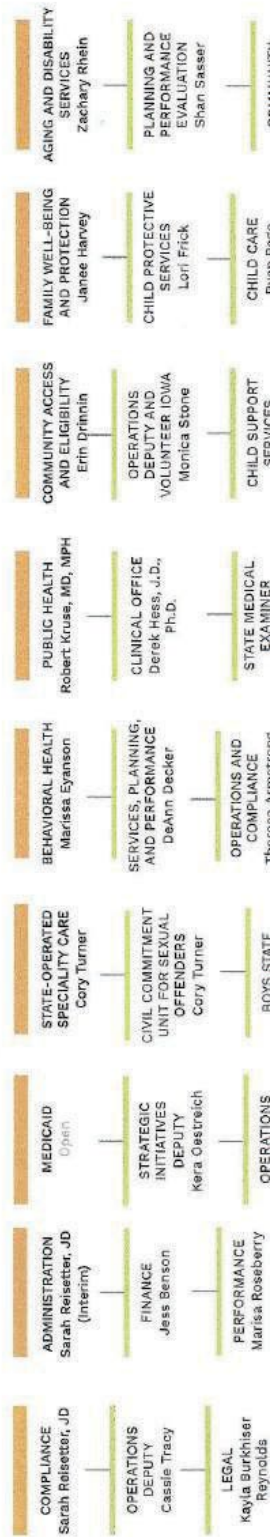 COMPLIANCE
Sarah Reisetter, JD
OPERATIONS
DEPUTY
Cassie Tracy
LEGAL
Kayla Burkhiser
Reynolds
ADMINISTRATION
Sarah Reisetter, JD
(Interim)
FINANCE
Jess Benson
PERFORMANCE
Marisa Roseberry
MEDICAID
Open
STRATEGIC
INITIATIVES
DEPUTY
Kera Oestreich
OPERATIONS
STATE-OPERATED
SPECIALITY CARE
Cory Turner
CIVIL COMMITMENT
UNIT FOR SEXUAL
OFFENDERS
Cory Turner
BOYS STATE
BEHAVIORAL HEALTH
Marissa Eyanson
SERVICES, PLANNING,
AND PERFORMANCE
DeAnn Decker
OPERATIONS AND
COMPLIANCE
Theresa Armstrong
PUBLIC HEALTH
Robert Kruse, MD, MPH
CLINICAL OFFICE
Derek Hess, J.D.,
Ph.D.
STATE MEDICAL
EXAMINER
COMMUNITY ACCESS
AND ELIGIBILITY
Erin Drinnin
OPERATIONS
DEPUTY AND
VOLUNTEER IOWA
Monica Stone
CHILD SUPPORT
SERVICES
FAMILY WELL-BEING
AND PROTECTION
Janee Harvey
CHILD PROTECTIVE
SERVICES
Lori Frick
CHILD CARE
Ryan Page
AGING AND DISABILITY
SERVICES
Zachary Rhein
PLANNING AND
PERFORMANCE
EVALUATION
Shan Sasser
COMMUNITY